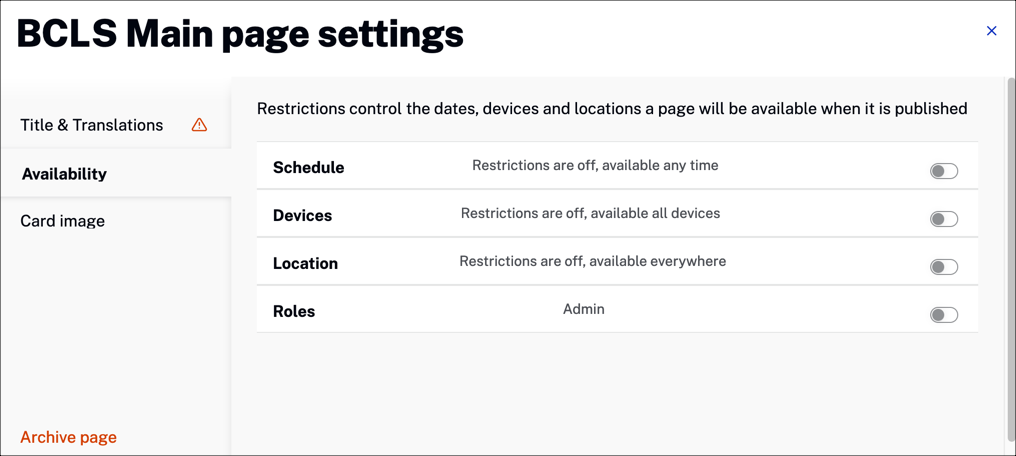 BCLS Main page settings
Title & Translations
Availability
Card image
Archive page
Restrictions control the dates, devices and locations a page will be available when it is published
Schedule Restrictions are off, available any time
Devices Restrictions are off, available all devices
Location Restrictions are off, available everywhere
Roles Admin